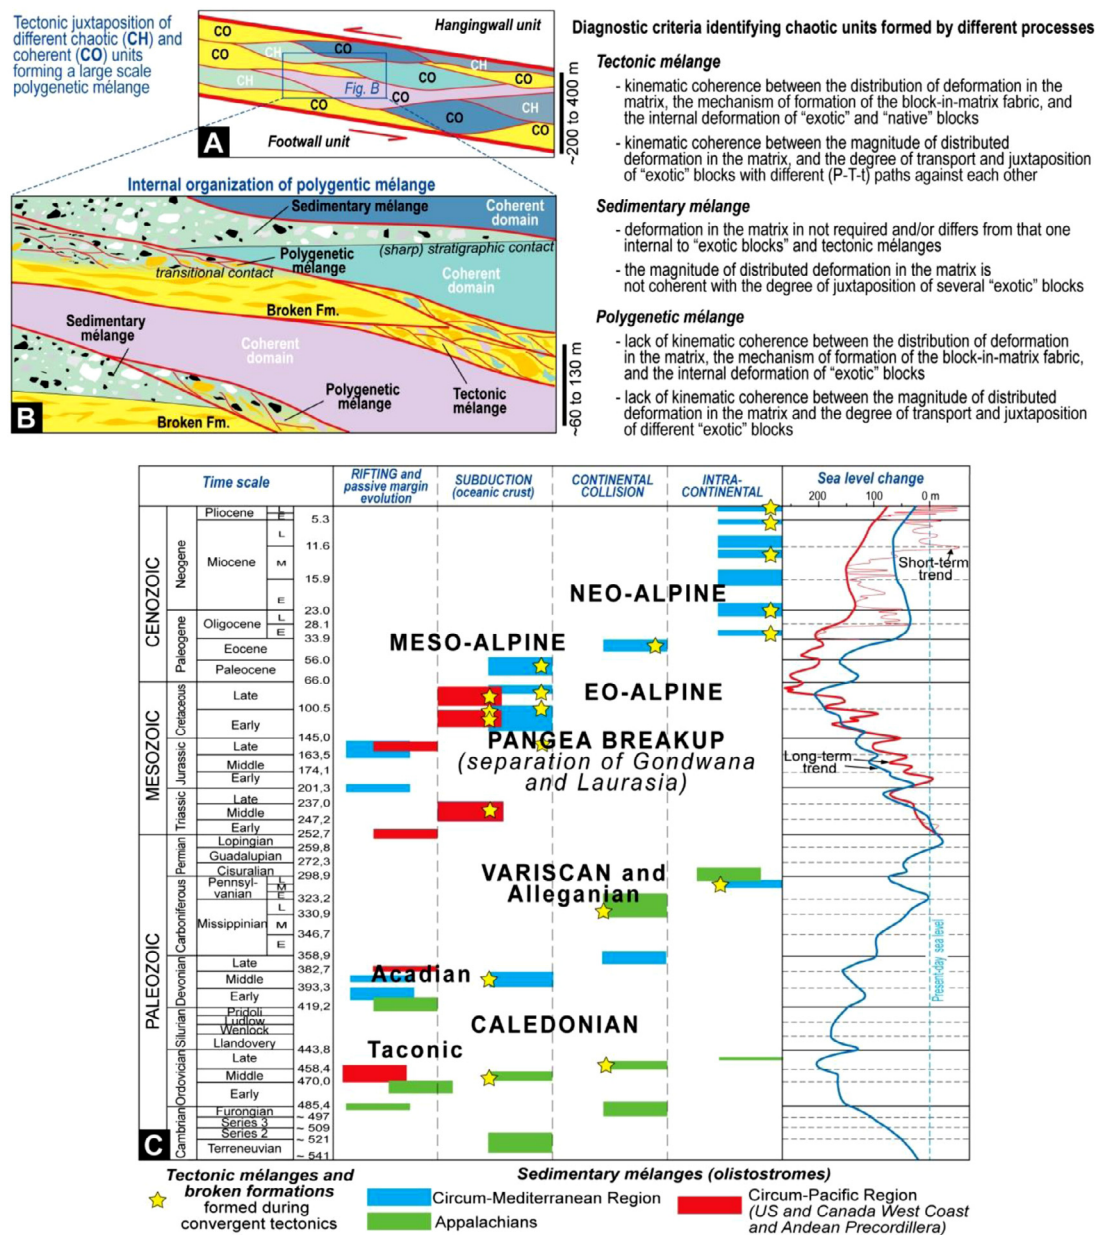 Tectonic juxtaposition of
different chaotic (CH) and
coherent (CO) units
forming a large scale
polygenetic mélange
Hangingwall unit
CO
CO
CO
CH
CH
CO
CO
CH
Fig. B
CO
CO
CH
CO
CO
A
Footwall unit
~200 to 400 m
Internal organization of polygentic mélange
Sedimentary mélange
Coherent
domain
(sharp) stratigraphic contact
Polygenetic
mélange
transitional contact
Coherent
domain
Broken Fm.
Sedimentary
mélange
Coherent
domain
Polygenetic
mélange
Tectonic
mélange
Broken Fm.
B
~60 to 130 m
Diagnostic criteria identifying chaotic units formed by different processes
Tectonic mélange
- kinematic coherence between the distribution of deformation in the
matrix, the mechanism of formation of the block-in-matrix fabric, and
the internal deformation of “exotic” and “native” blocks
- kinematic coherence between the magnitude of distributed
deformation in the matrix, and the degree of transport and juxtaposition
of “exotic” blocks with different (P-T-t) paths against each other
Sedimentary mélange
- deformation in the matrix in not required and/or differs from that one
internal to “exotic blocks” and tectonic mélanges
- the magnitude of distributed deformation in the matrix is
not coherent with the degree of juxtaposition of several “exotic” blocks
Polygenetic mélange
- lack of kinematic coherence between the distribution of deformation
in the matrix, the mechanism of formation of the block-in-matrix fabric,
and the internal deformation of “exotic” blocks
- lack of kinematic coherence between the magnitude of distributed
deformation in the matrix and the degree of transport and juxtaposition
of different “exotic” blocks
Time scale
RIFTING and
passive margin
evolution
SUBDUCTION
(oceanic crust)
CONTINENTAL
COLLISION
INTRA-
CONTINENTAL
Sea level change
200 100 0 m
CENOZOIC
MESOZOIC
PALEOZOIC
Neogene
Paleogene
Cretaceous
Jurassic
Triassic
Permian
Carboniferous
Devonian
Silurian
Ordovician
Cambrian
Pliocene L E 5.3
L 11.6
Miocene M 15.9
E 23.0
Oligocene L 28.1
E 33.9
Eocene 56.0
Paleocene 66.0
Late 100.5
Early 145,0
Late 163,5
Middle 174,1
Early 201,3
Late 237,0
Middle 247,2
Early 252,7
Lopingian 259,8
Guadalupian 272,3
Cisuralian 298,9
Pennsyl-
vanian L M E 323,2
L 330,9
Missippinian M 346,7
E 358,9
Late 382,7
Middle 393,3
Early 419,2
Pridoli
Ludlow
Wenlock
Llandovery 443,8
Late 458,4
Middle 470,0
Early 485,4
Furongian ~ 497
Series 3 ~ 509
Series 2 ~ 521
Terreneuvian ~ 541
NEO-ALPINE
MESO-ALPINE
EO-ALPINE
PANGEA BREAKUP
(separation of Gondwana
and Laurasia)
VARISCAN and
Alleganian
Acadian
CALEDONIAN
Taconic
Short-term
trend
Long-term
trend
Present-day sea level
C
Tectonic mélanges and
broken formations
formed during
convergent tectonics
Sedimentary mélanges (olistostromes)
Circum-Mediterranean Region
Appalachians
Circum-Pacific Region
(US and Canada West Coast
and Andean Precordillera)